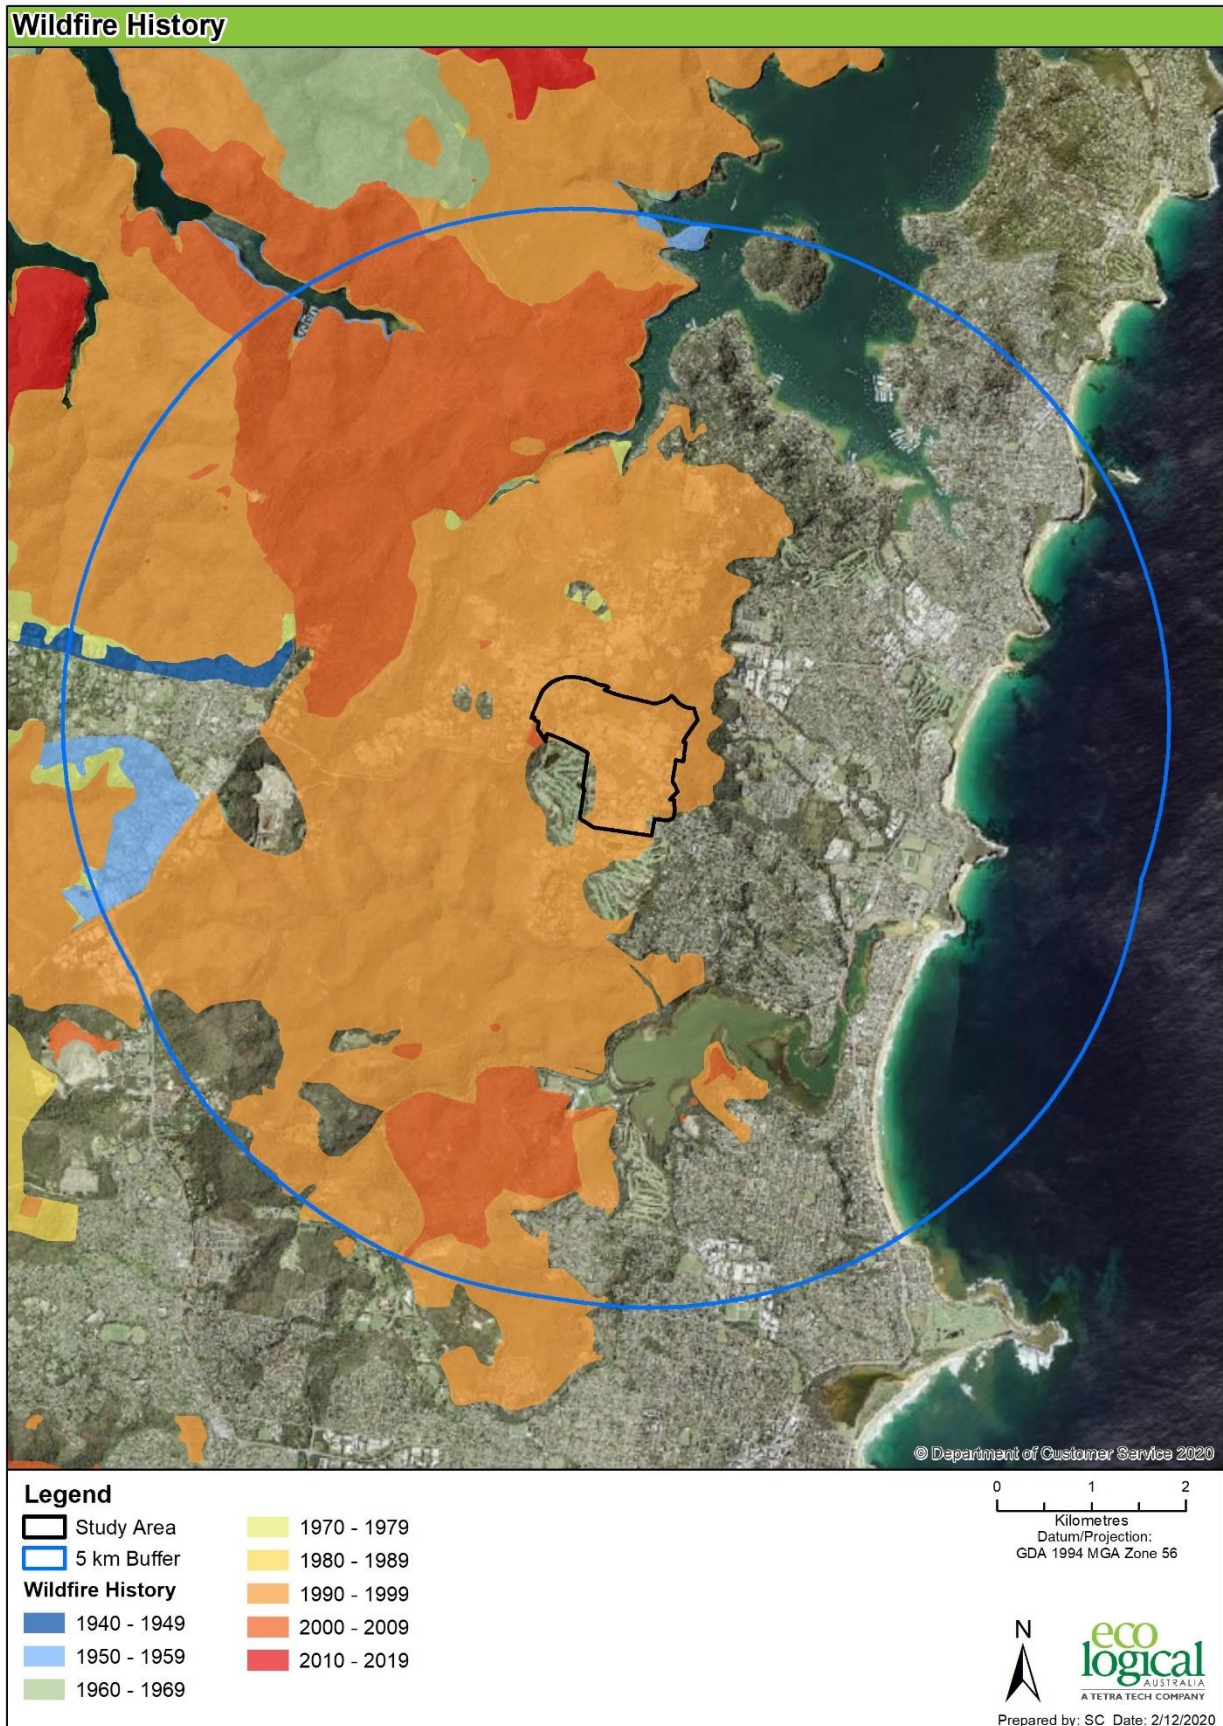 Wildfire History
© Department of Customer Service 2020
Legend
Study Area
5 km Buffer
Wildfire History
1940 - 1949
1950 - 1959
1960 - 1969
1970 - 1979
1980 - 1989
1990 - 1999
2000 - 2009
2010 - 2019
0 1 2
Kilometres
Datum/Projection:
GDA 1994 MGA Zone 56
N
eco
logical
AUSTRALIA
A TETRA TECH COMPANY
Prepared by: SC Date: 2/12/2020